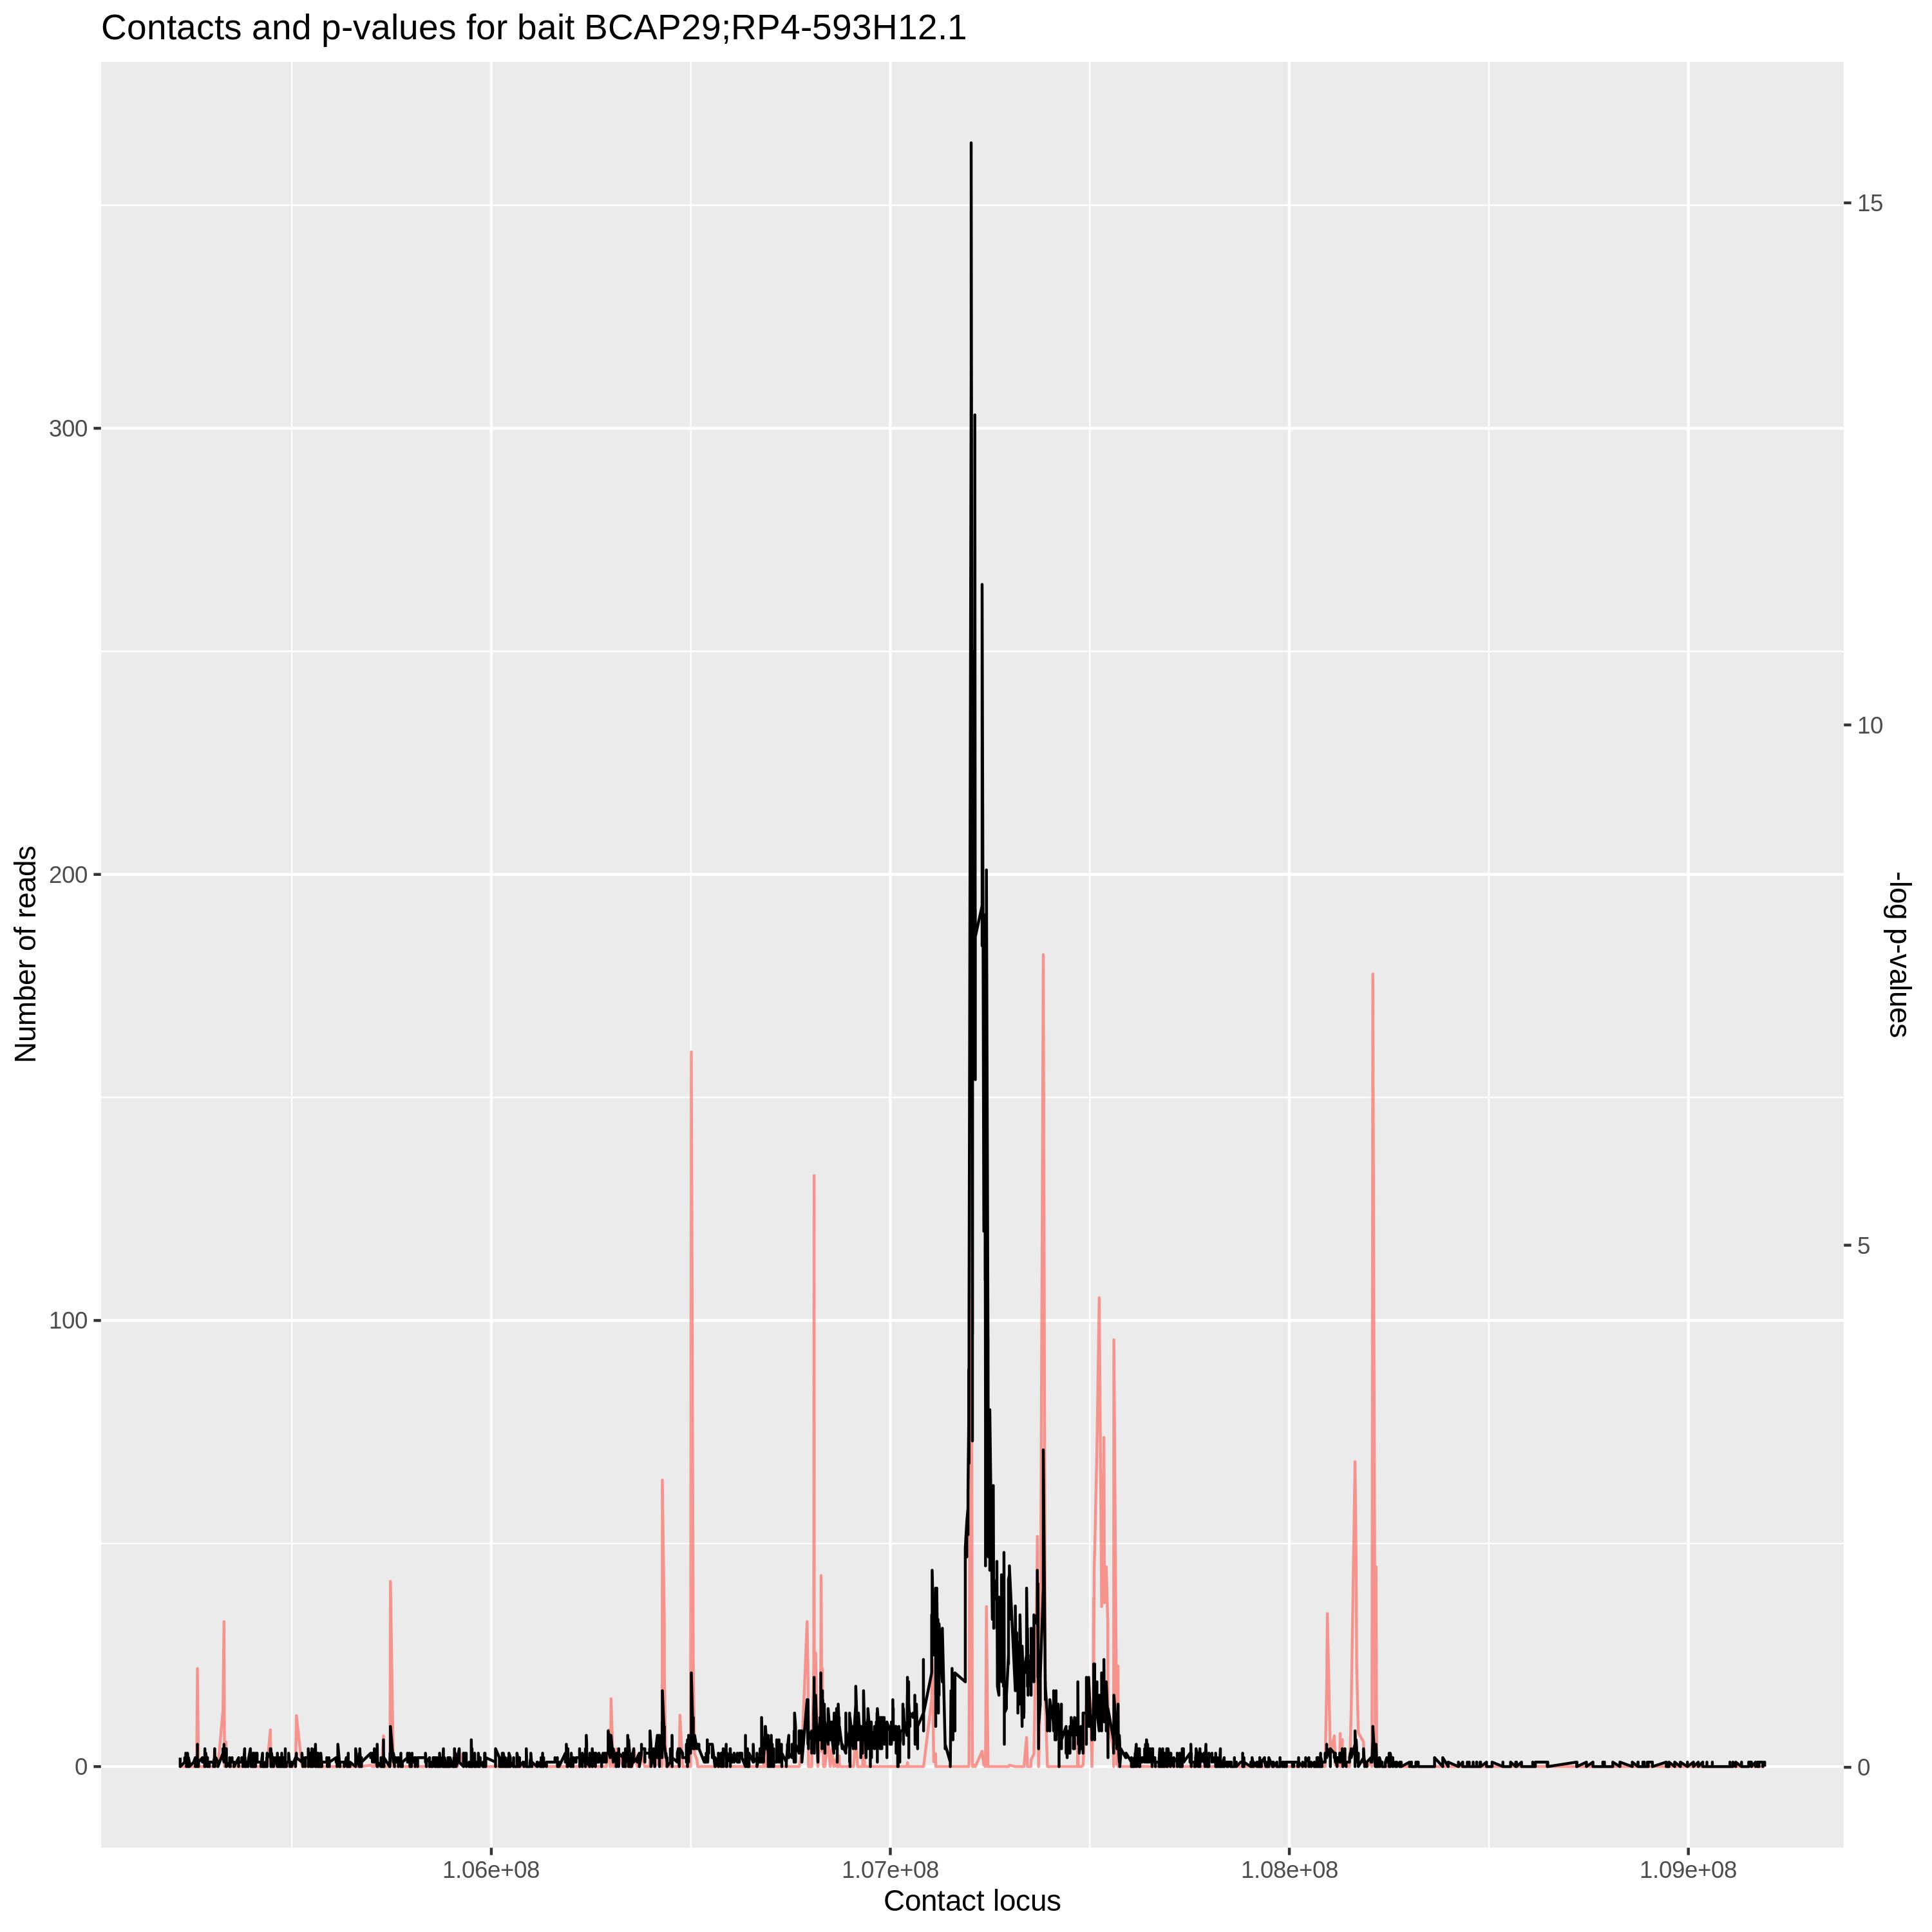 Contacts and p-values for bait BCAP29;RP4-593H12.1
Number of reads
300
200
100
0
15
10
5
0
-log p-values
1.06e+08
1.07e+08
1.08e+08
1.09e+08
Contact locus